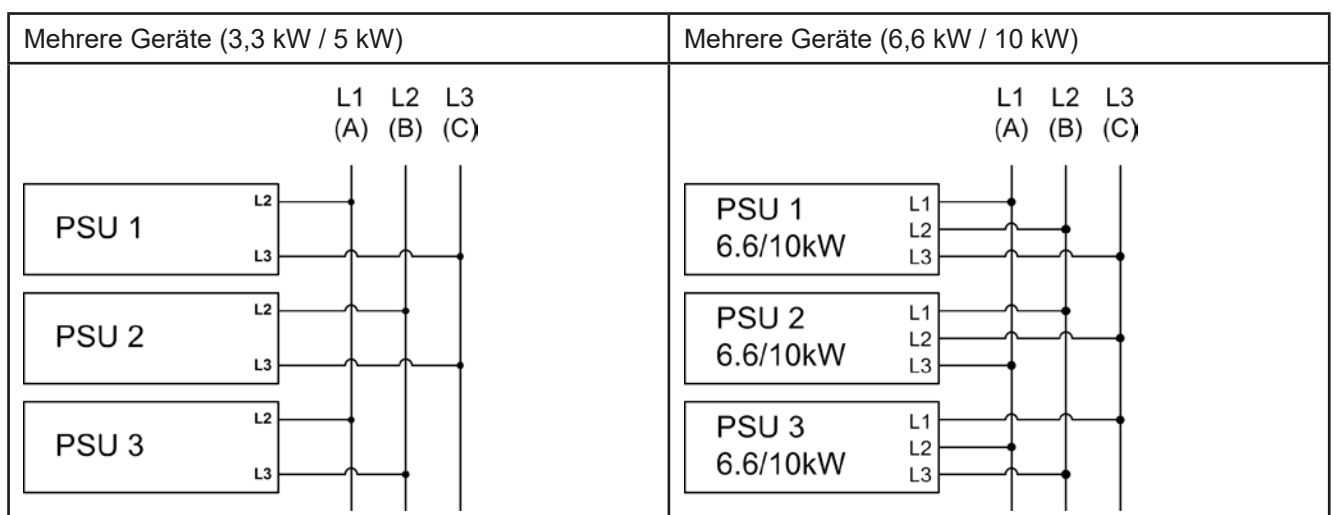 Mehrere Geräte (3,3 kW / 5 kW)
L1 L2 L3
(A) (B) (C)
L2
PSU 1
L3
L2
PSU 2
L3
L2
PSU 3
L3
Mehrere Geräte (6,6 kW / 10 kW)
L1 L2 L3
(A) (B) (C)
PSU 1
6.6/10kW
L1
L2
L3
PSU 2
6.6/10kW
L1
L2
L3
PSU 3
6.6/10kW
L1
L2
L3